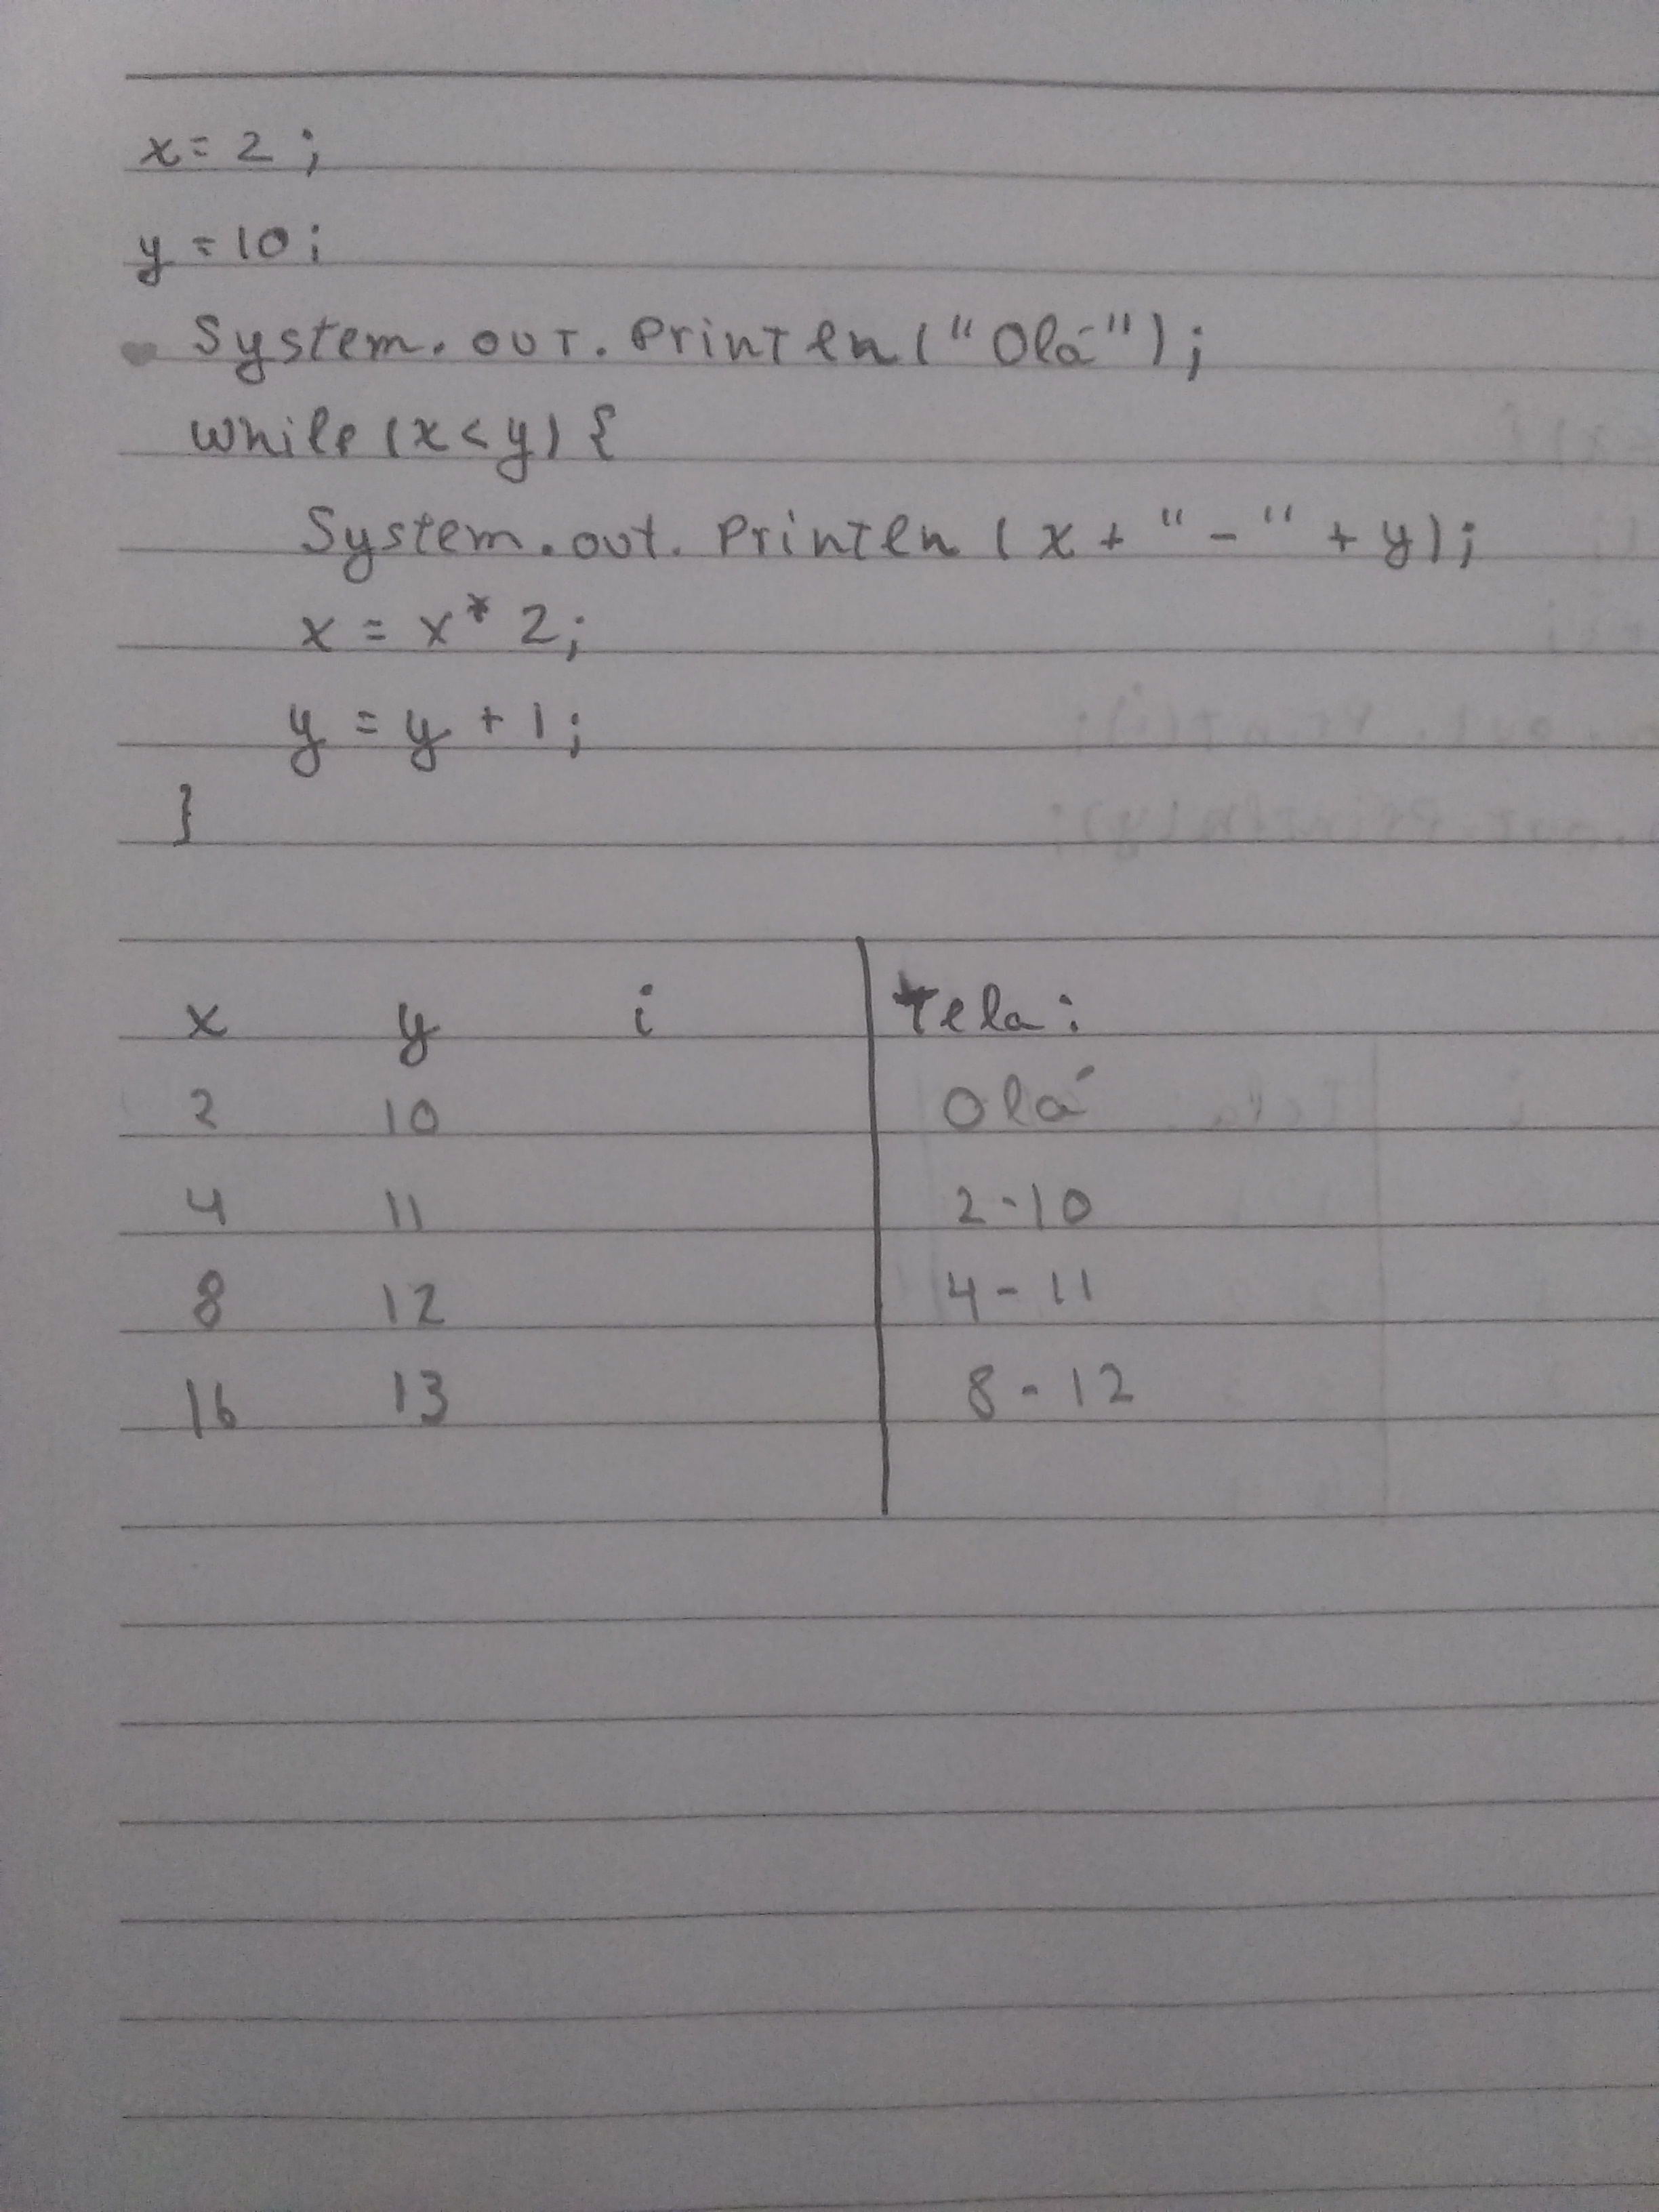 x = 2;
y = 10;
System.out.println("Olá");
while (x < y) {
System.out.println (x + "-" + y);
x = x * 2;
y = y + 1;
}
x y i tela:
2 10 Olá
4 11 2-10
8 12 4-11
16 13 8-12